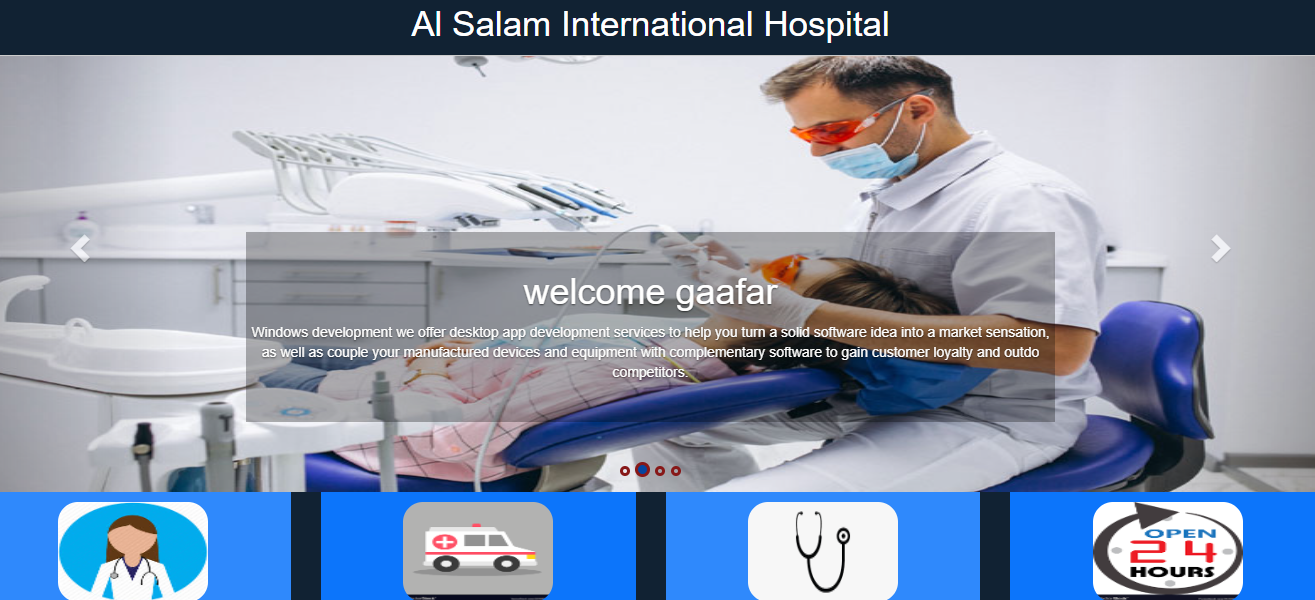 Al Salam International Hospital
welcome gaafar
Windows development we offer desktop app development services to help you turn a solid software idea into a market sensation,
as well as couple your manufactured devices and equipment with complementary software to gain customer loyalty and outdo
competitors.
OPEN
24
HOURS